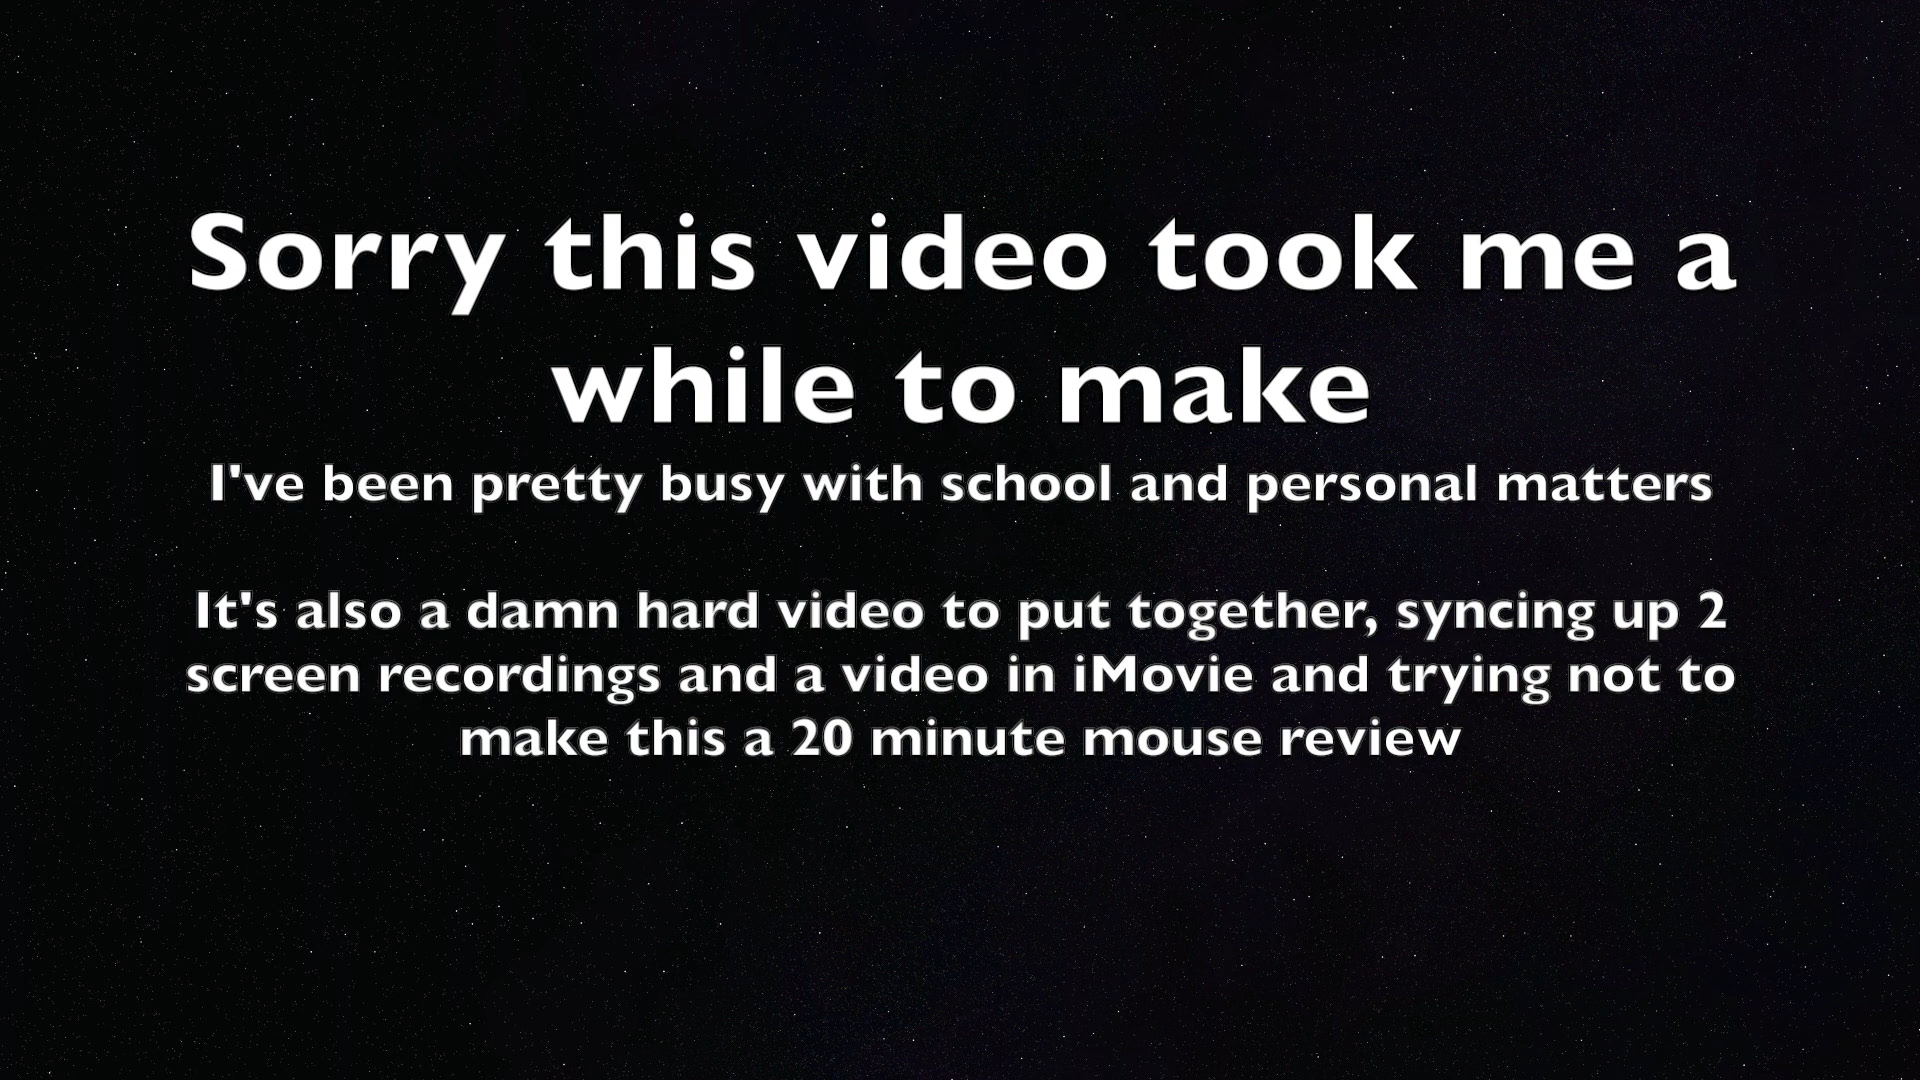 Sorry this video took me a
while to make
I've been pretty busy with school and personal matters
It's also a damn hard video to put together, syncing up 2
screen recordings and a video in iMovie and trying not to
make this a 20 minute mouse review